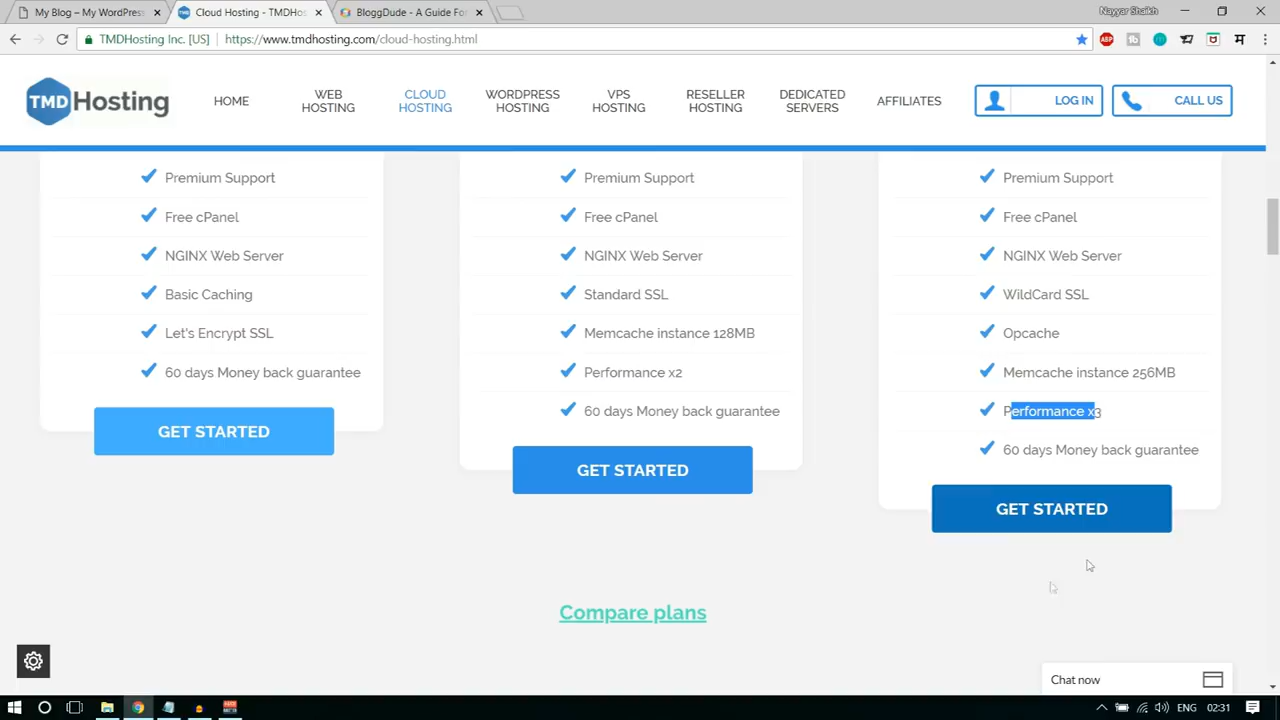 My Blog – My WordPress
Cloud Hosting - TMDHos
BloggDude - A Guide For
Nayyar Shaikh
TMDHosting Inc. [US]
https://www.tmdhosting.com/cloud-hosting.html
ABP
TMDHosting
HOME
WEB
HOSTING
CLOUD
HOSTING
WORDPRESS
HOSTING
VPS
HOSTING
RESELLER
HOSTING
DEDICATED
SERVERS
AFFILIATES
LOG IN
CALL US
Premium Support
Free cPanel
NGINX Web Server
Basic Caching
Let's Encrypt SSL
60 days Money back guarantee
GET STARTED
Premium Support
Free cPanel
NGINX Web Server
Standard SSL
Memcache instance 128MB
Performance x2
60 days Money back guarantee
GET STARTED
Premium Support
Free cPanel
NGINX Web Server
WildCard SSL
Opcache
Memcache instance 256MB
Performance x3
60 days Money back guarantee
GET STARTED
Compare plans
Chat now
ENG
02:31